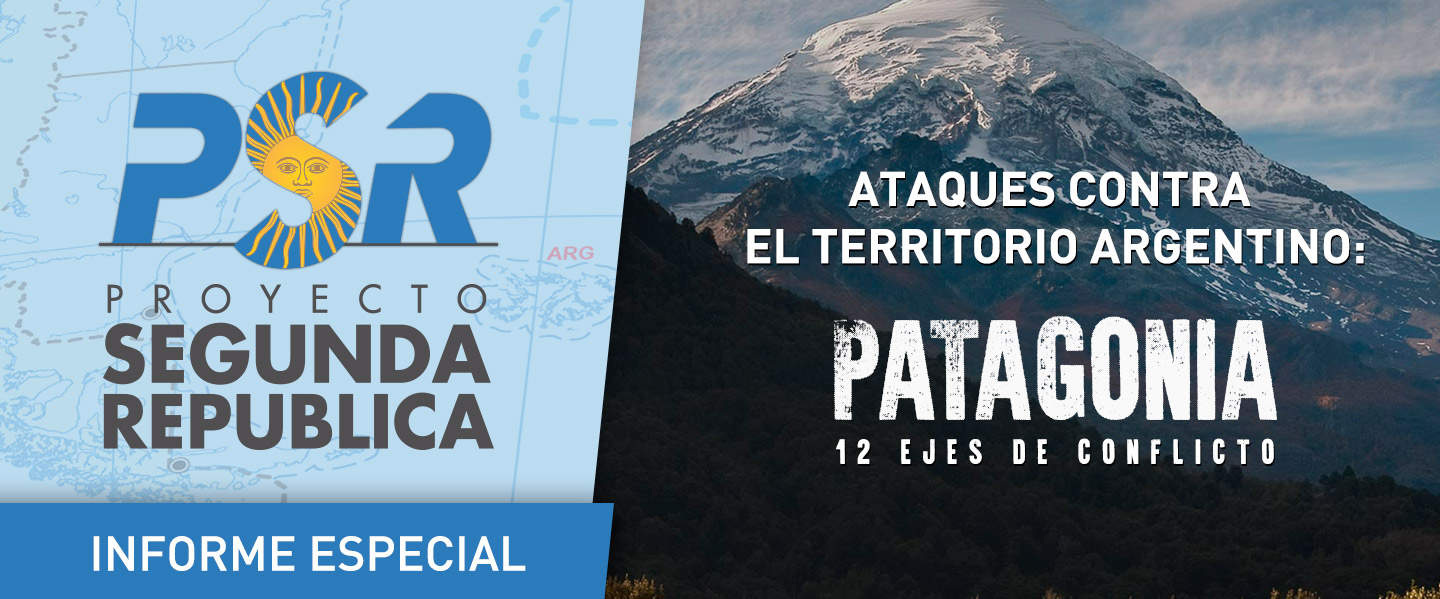 PSR
PROYECTO
SEGUNDA
REPUBLICA
INFORME ESPECIAL
ARG
ATAQUES CONTRA
EL TERRITORIO ARGENTINO:
PATAGONIA
12 EJES DE CONFLICTO